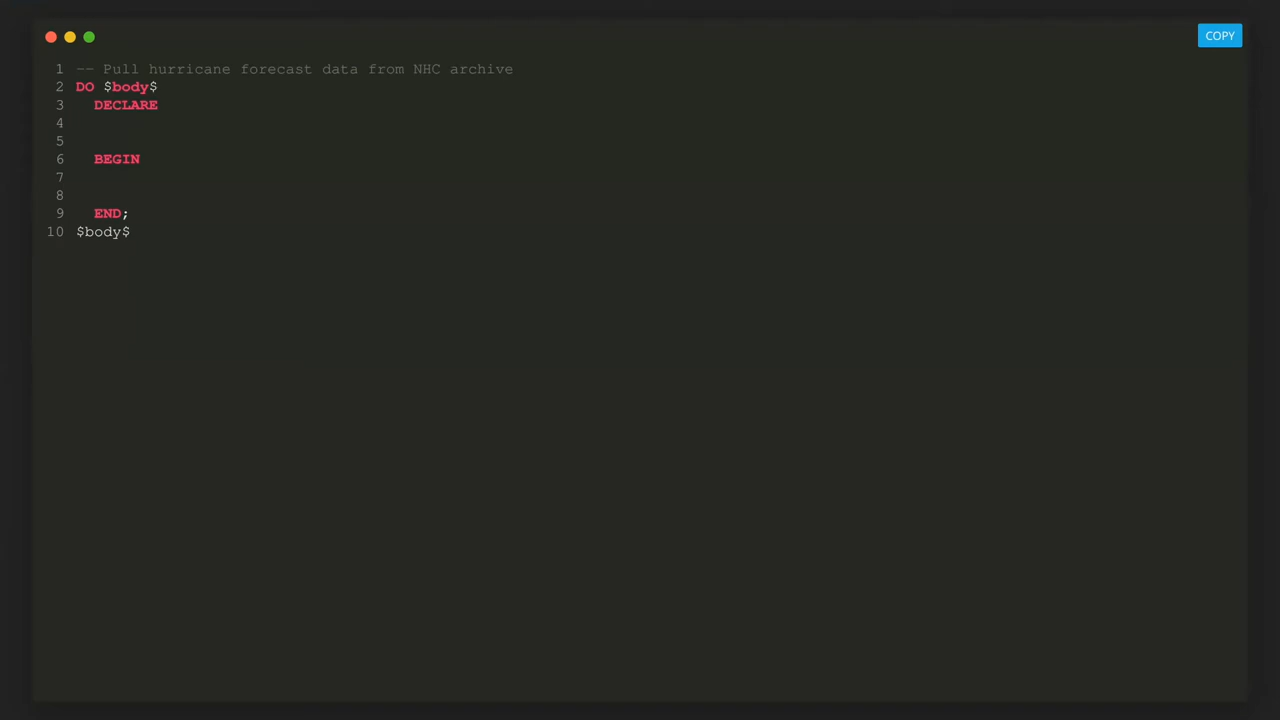 COPY
1 -- Pull hurricane forecast data from NHC archive
2 DO $body$
3 DECLARE
4
5
6 BEGIN
7
8
9 END;
10 $body$